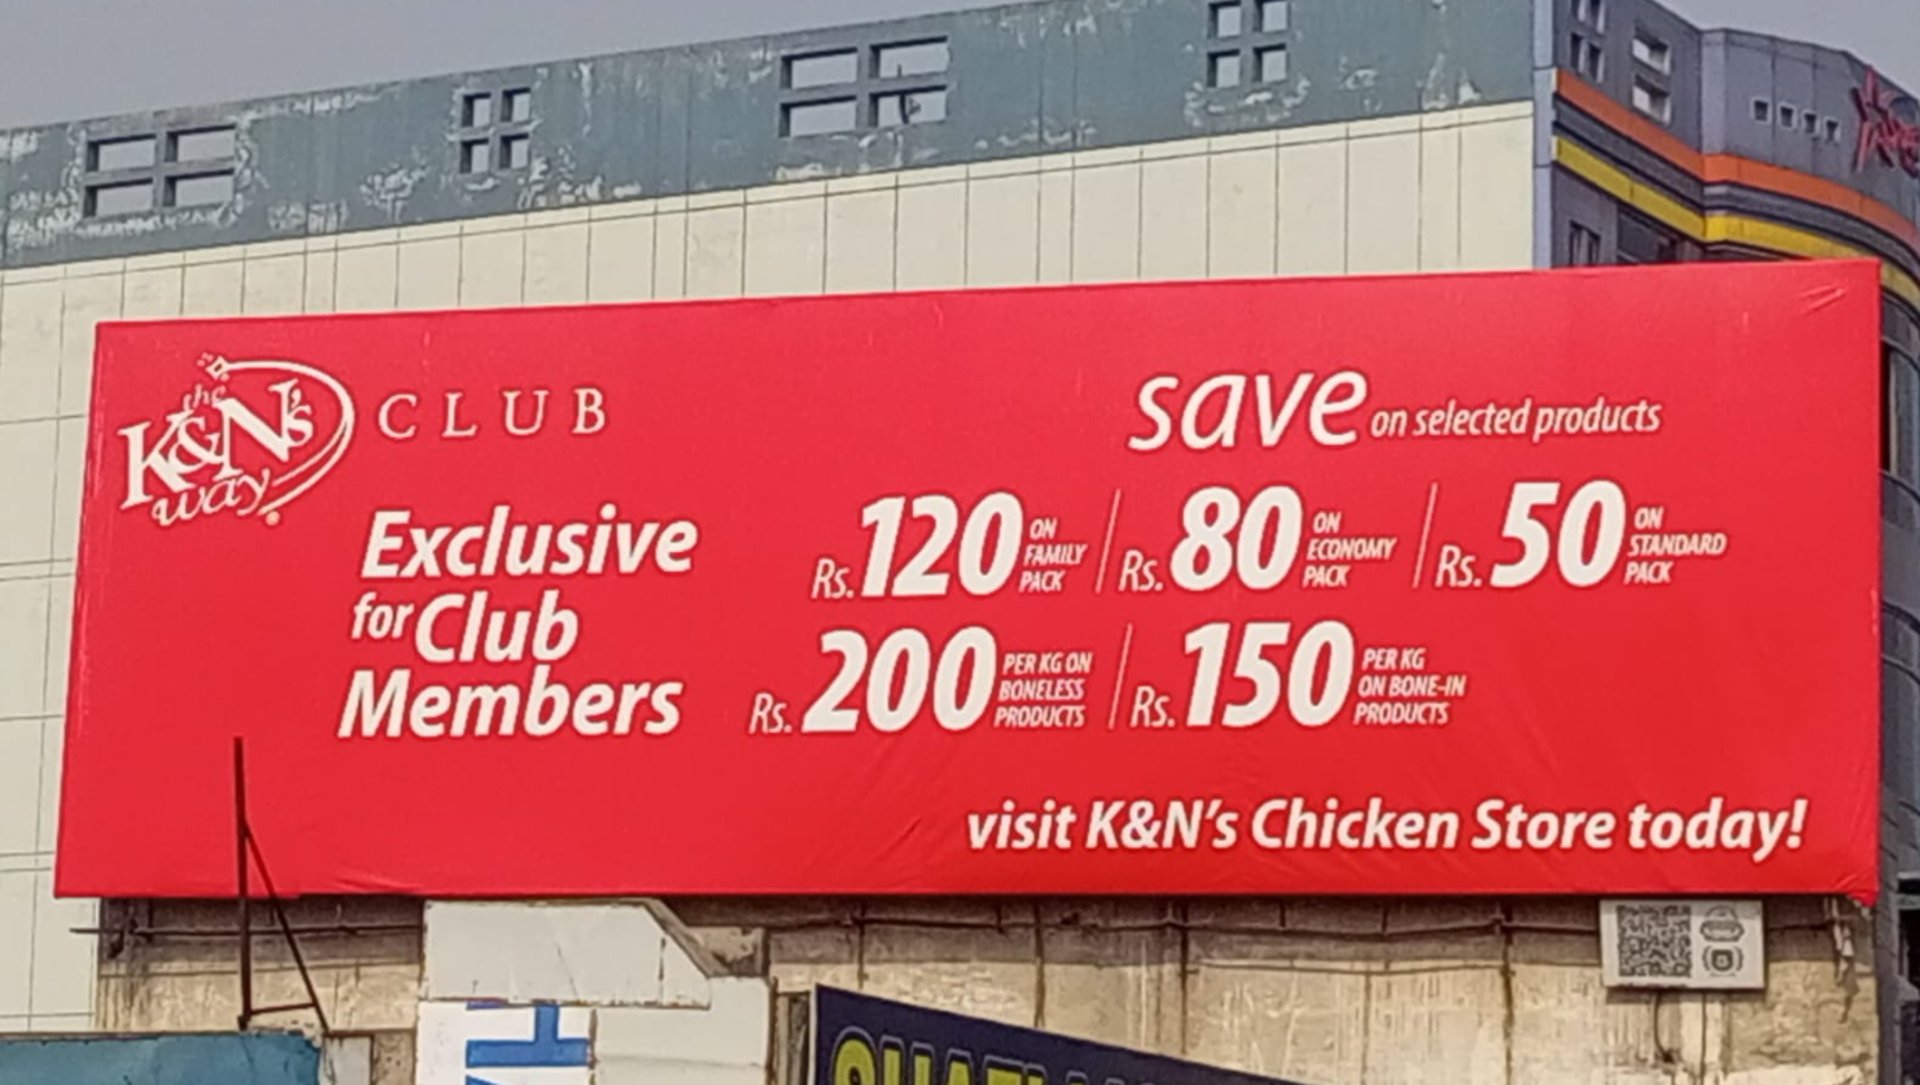 the
K&N's
way
CLUB
Exclusive
for Club
Members
save on selected products
Rs. 120 ON FAMILY PACK
Rs. 80 ON ECONOMY PACK
Rs. 50 ON STANDARD PACK
Rs. 200 PER KG ON BONELESS PRODUCTS
Rs. 150 PER KG ON BONE-IN PRODUCTS
visit K&N's Chicken Store today!